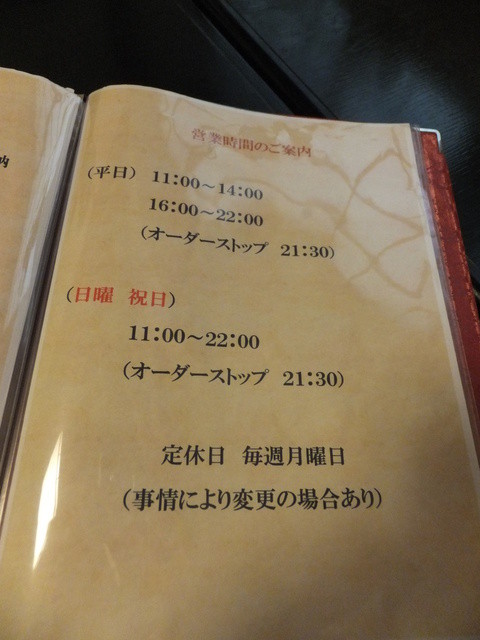 営業時間のご案内
(平日) 11:00～14:00
16:00～22:00
(オーダーストップ 21:30)
(日曜 祝日)
11:00～22:00
(オーダーストップ 21:30)
定休日 毎週月曜日
(事情により変更の場合あり)